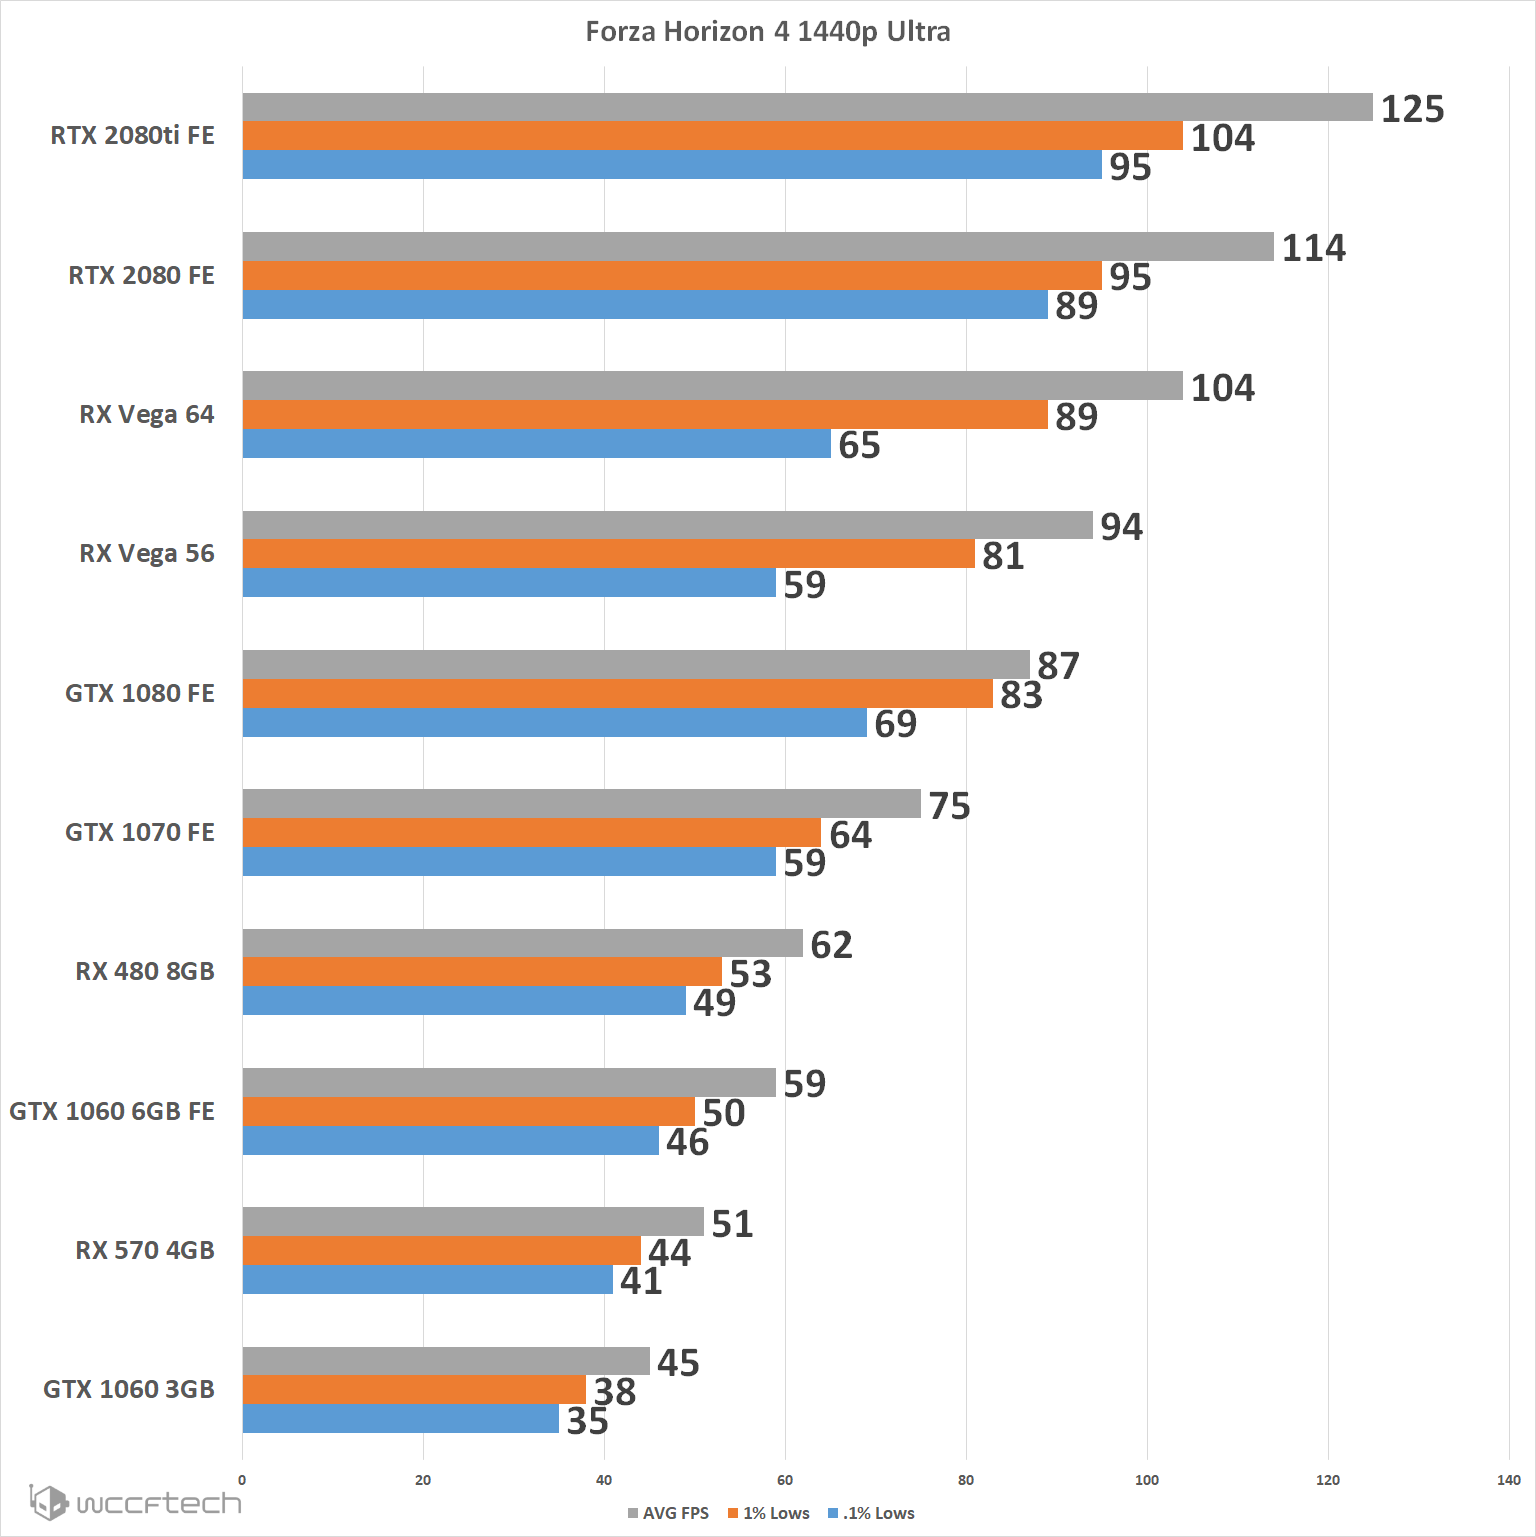 Forza Horizon 4 1440p Ultra
RTX 2080ti FE
125
104
95
RTX 2080 FE
114
95
89
RX Vega 64
104
89
65
RX Vega 56
94
81
59
GTX 1080 FE
87
83
69
GTX 1070 FE
75
64
59
RX 480 8GB
62
53
49
GTX 1060 6GB FE
59
50
46
RX 570 4GB
51
44
41
GTX 1060 3GB
45
38
35
0 20 40 60 80 100 120 140
wccftech
AVG FPS 1% Lows .1% Lows